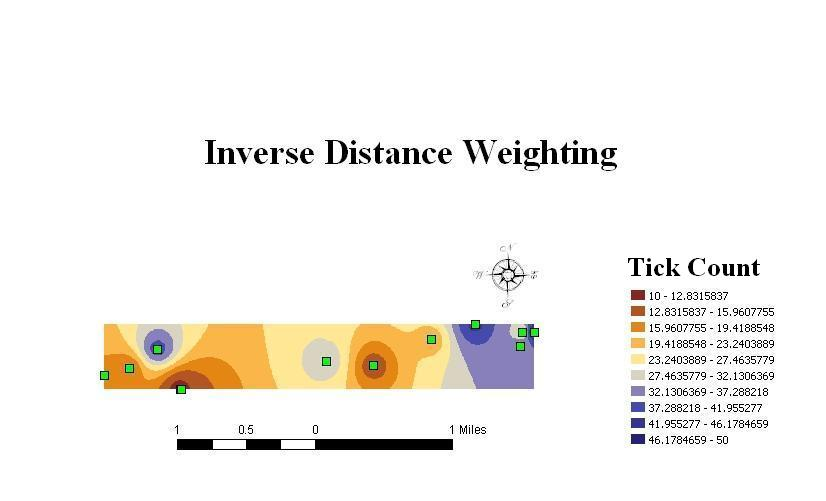 Inverse Distance Weighting
N
W
E
S
Tick Count
10 - 12.8315837
12.8315837 - 15.9607755
15.9607755 - 19.4188548
19.4188548 - 23.2403889
23.2403889 - 27.4635779
27.4635779 - 32.1306369
32.1306369 - 37.288218
37.288218 - 41.955277
41.955277 - 46.1784659
46.1784659 - 50
1 0.5 0 1 Miles